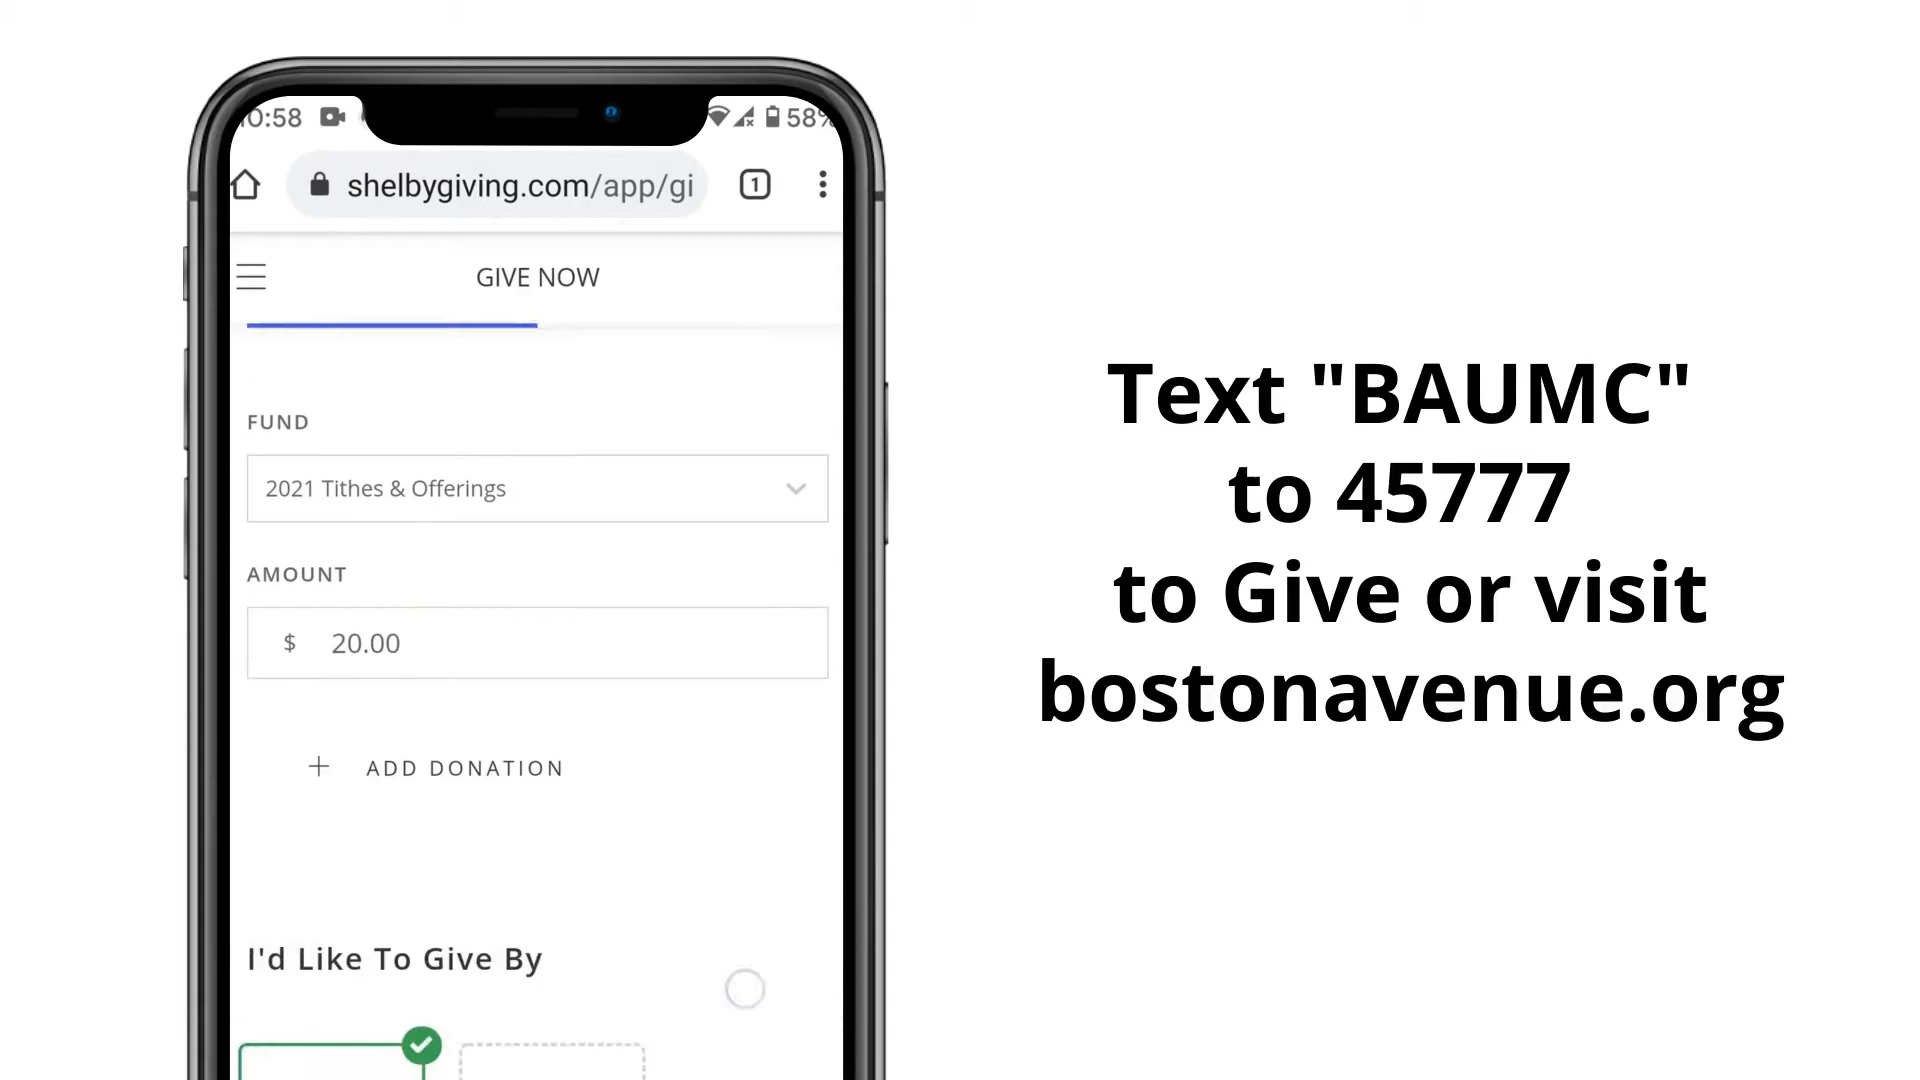 10:58 58%
shelbygiving.com/app/gi
1
GIVE NOW
FUND
2021 Tithes & Offerings
AMOUNT
$ 20.00
+ ADD DONATION
I'd Like To Give By
Text "BAUMC"
to 45777
to Give or visit
bostonavenue.org